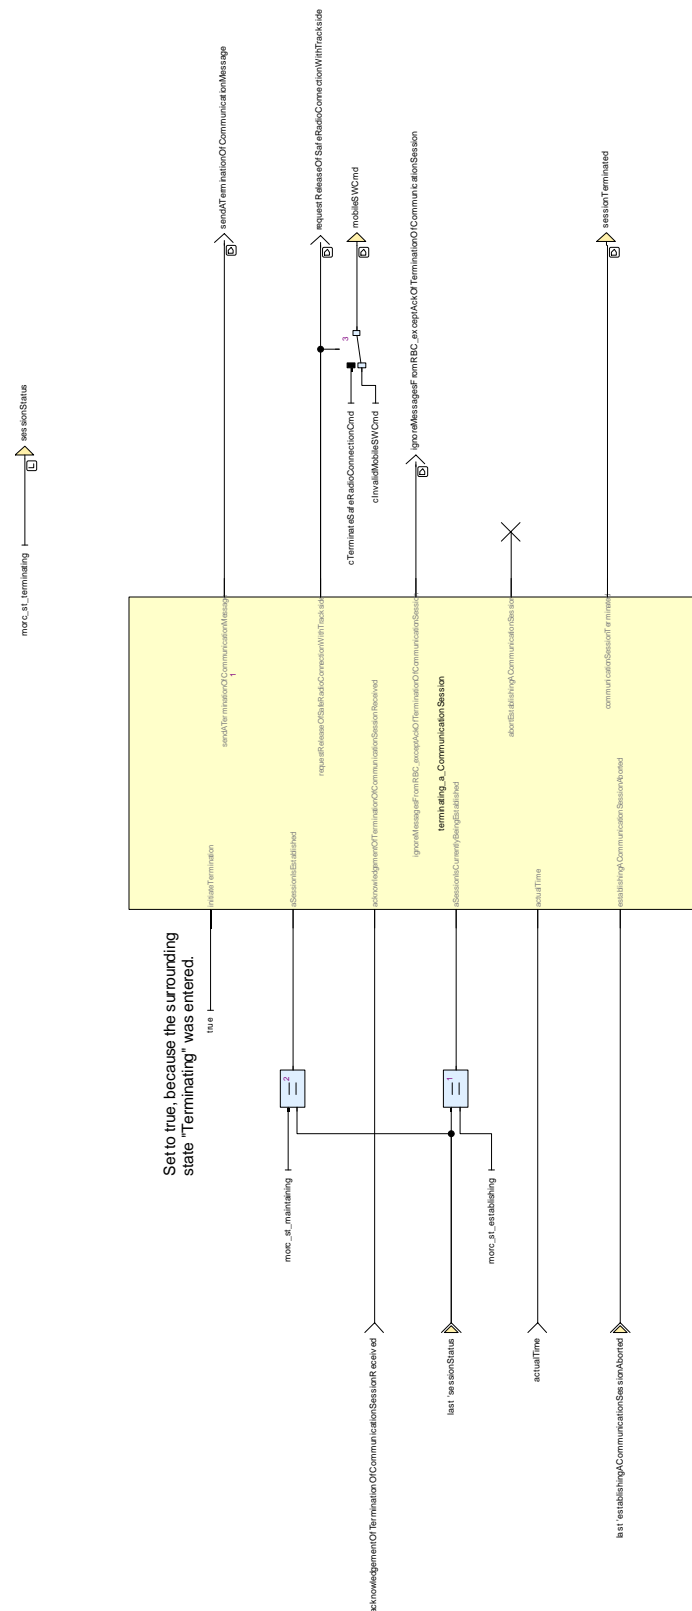 morc_st_terminating
sessionStatus
L
Set to true, because the surrounding
state "Terminating" was entered.
true
initiateTermination
sendATerminationOfCommunicationMessage
1
D
sendATerminationOfCommunicationMessage
morc_st_maintaining
2
=
aSessionIsEstablished
requestReleaseOfSafeRadioConnectionWithTrackside
D
requestReleaseOfSafeRadioConnectionWithTrackside
3
cTerminateSafeRadioConnectionCmd
cInvalidMobileSWCmd
D
mobileSWCmd
cknowledgementOfTerminationOfCommunicationSessionReceived
acknowledgementOfTerminationOfCommunicationSessionReceived
ignoreMessagesFromRBC_exceptAckOfTerminationOfCommunicationSession
D
ignoreMessagesFromRBC_exceptAckOfTerminationOfCommunicationSession
terminating_a_CommunicationSession
last 'sessionStatus
morc_st_establishing
1
=
aSessionIsCurrentlyBeingEstablished
abortEstablishingACommunicationSession
actualTime
actualTime
communicationSessionTerminated
D
sessionTerminated
last 'establishingACommunicationSessionAborted
establishingACommunicationSessionAborted